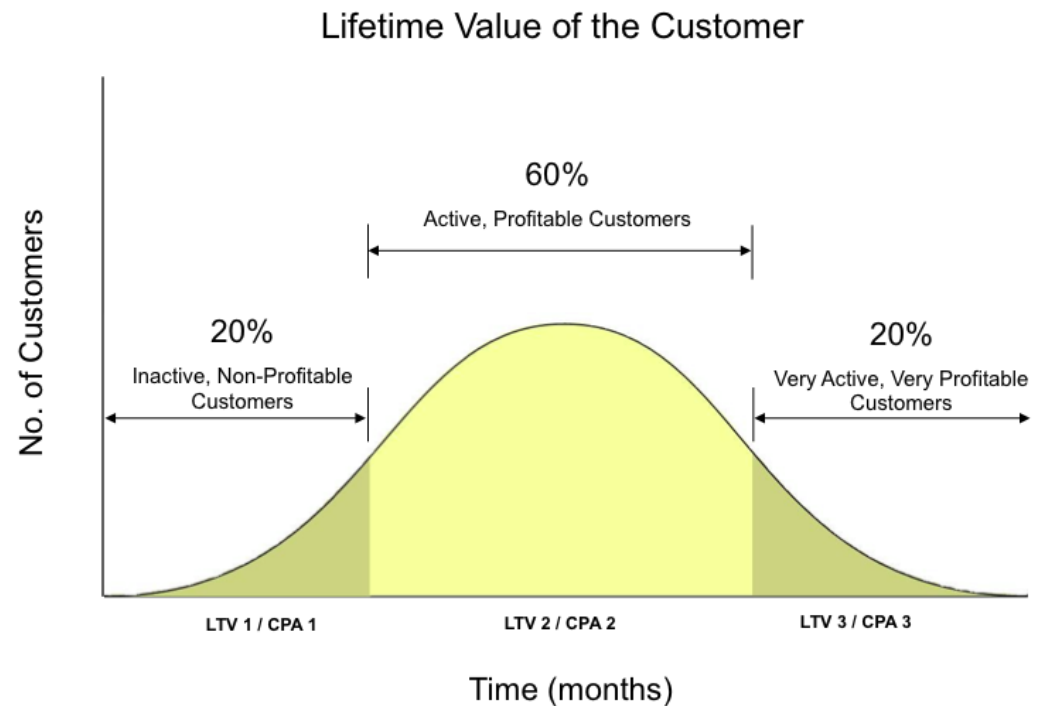 Lifetime Value of the Customer
60%
Active, Profitable Customers
20%
Inactive, Non-Profitable
Customers
20%
Very Active, Very Profitable
Customers
No. of Customers
LTV 1 / CPA 1
LTV 2 / CPA 2
LTV 3 / CPA 3
Time (months)